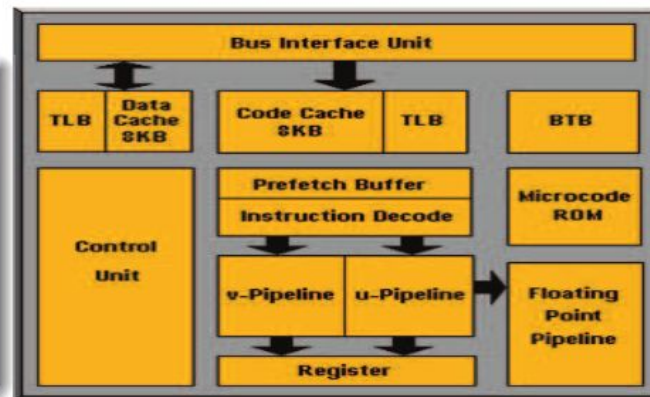 Bus Interface Unit
TLB
Data
Cache
8KB
Code Cache
8KB
TLB
BTB
Control
Unit
Prefetch Buffer
Instruction Decode
Microcode
ROM
v-Pipeline
u-Pipeline
Floating
Point
Pipeline
Register